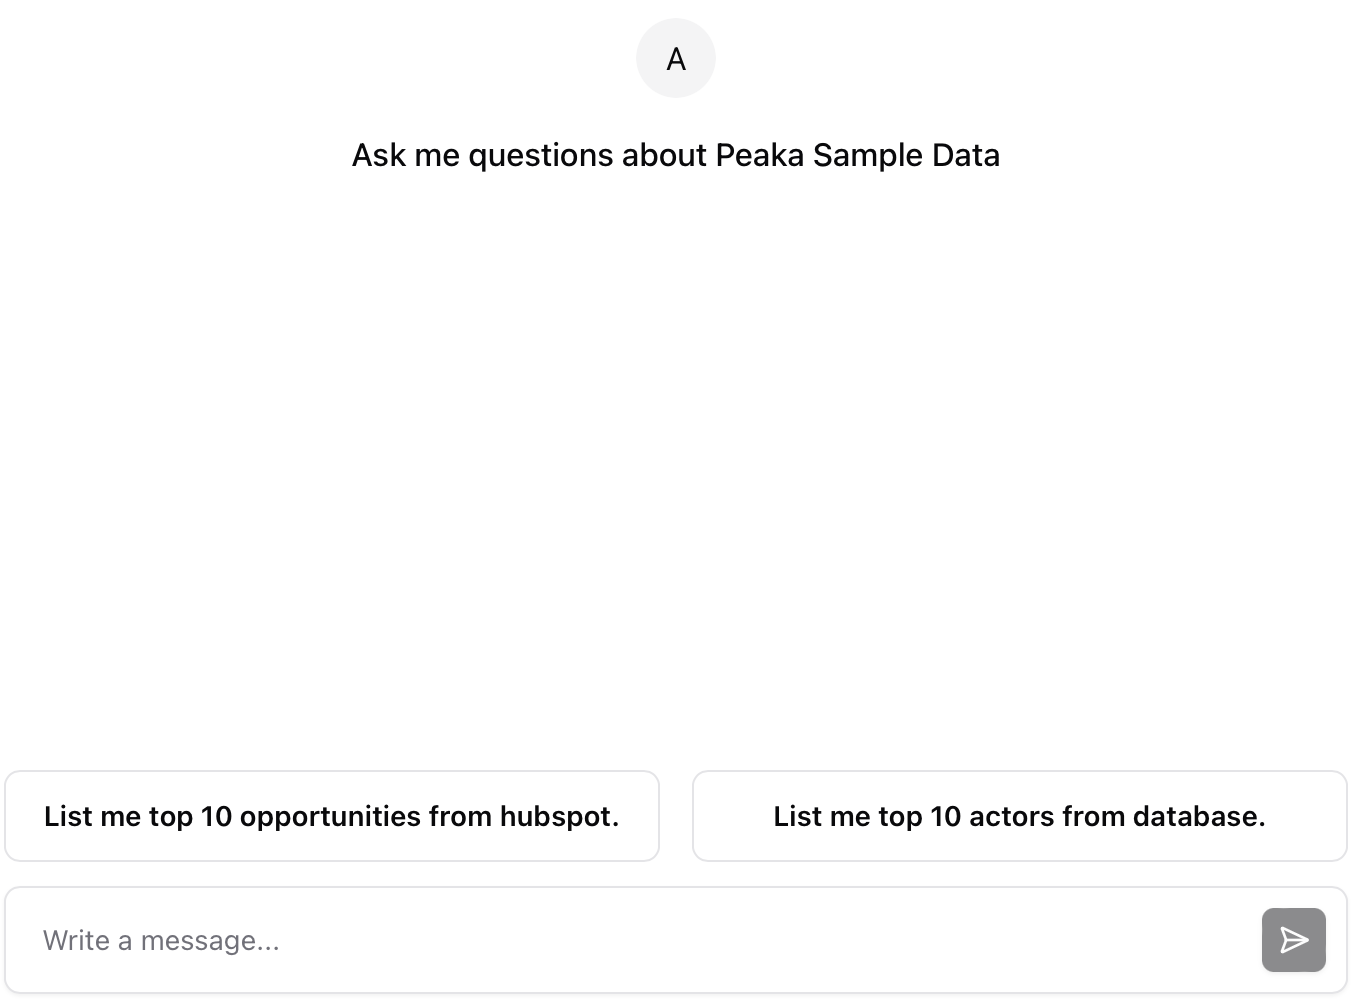 A
Ask me questions about Peaka Sample Data
List me top 10 opportunities from hubspot.
List me top 10 actors from database.
Write a message...